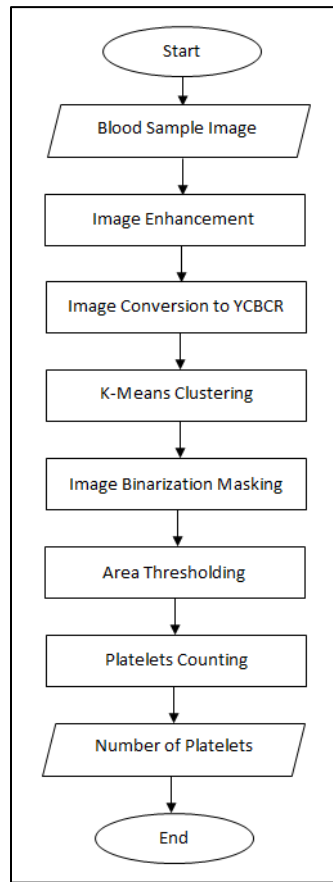 Start
Blood Sample Image
Image Enhancement
Image Conversion to YCBCR
K-Means Clustering
Image Binarization Masking
Area Thresholding
Platelets Counting
Number of Platelets
End